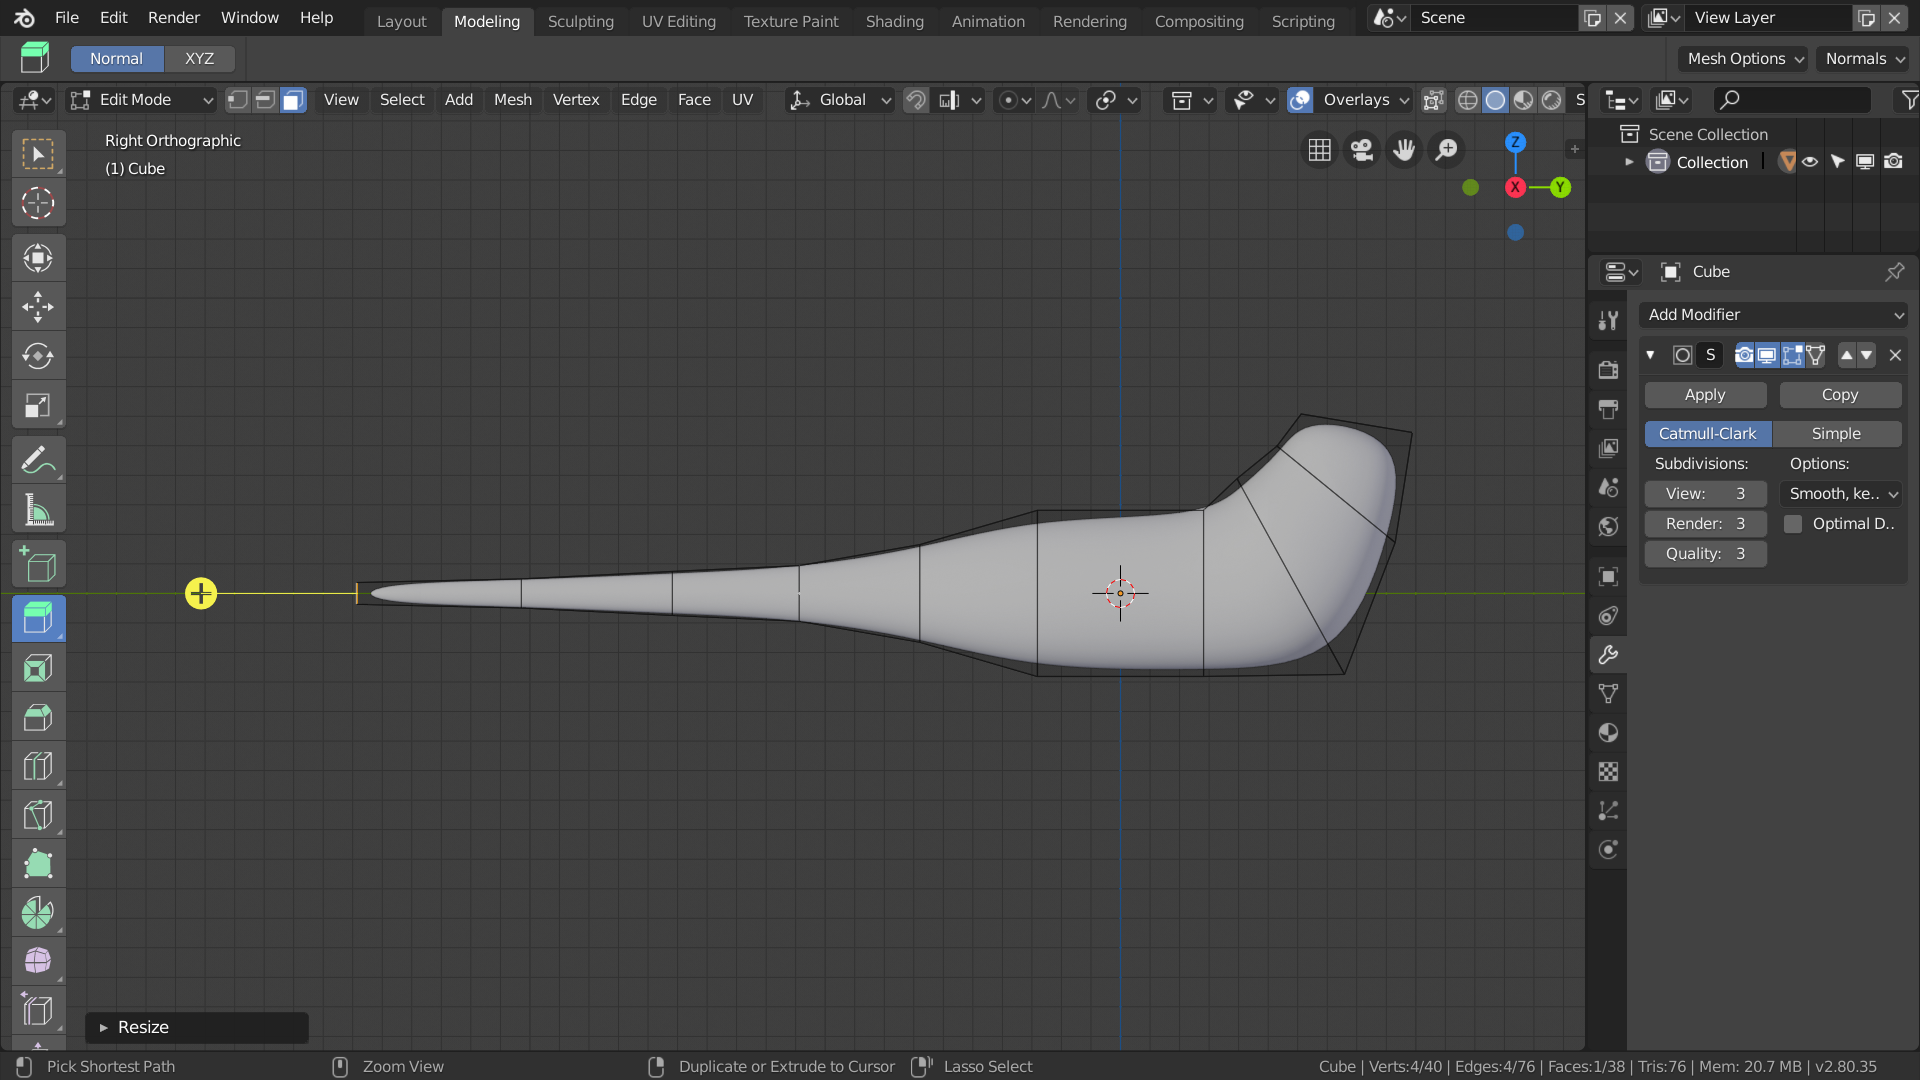 File Edit Render Window Help Layout Modeling Sculpting UV Editing Texture Paint Shading Animation Rendering Compositing Scripting Scene View Layer
Normal XYZ Mesh Options Normals
Edit Mode View Select Add Mesh Vertex Edge Face UV Global Overlays S
Right Orthographic
(1) Cube
Z
X
Y
Scene Collection
Collection
Cube
Add Modifier
S
Apply Copy
Catmull-Clark Simple
Subdivisions: Options:
View: 3 Smooth, ke..
Render: 3 Optimal D..
Quality: 3
Resize
Pick Shortest Path Zoom View Duplicate or Extrude to Cursor Lasso Select Cube | Verts:4/40 | Edges:4/76 | Faces:1/38 | Tris:76 | Mem: 20.7 MB | v2.80.35